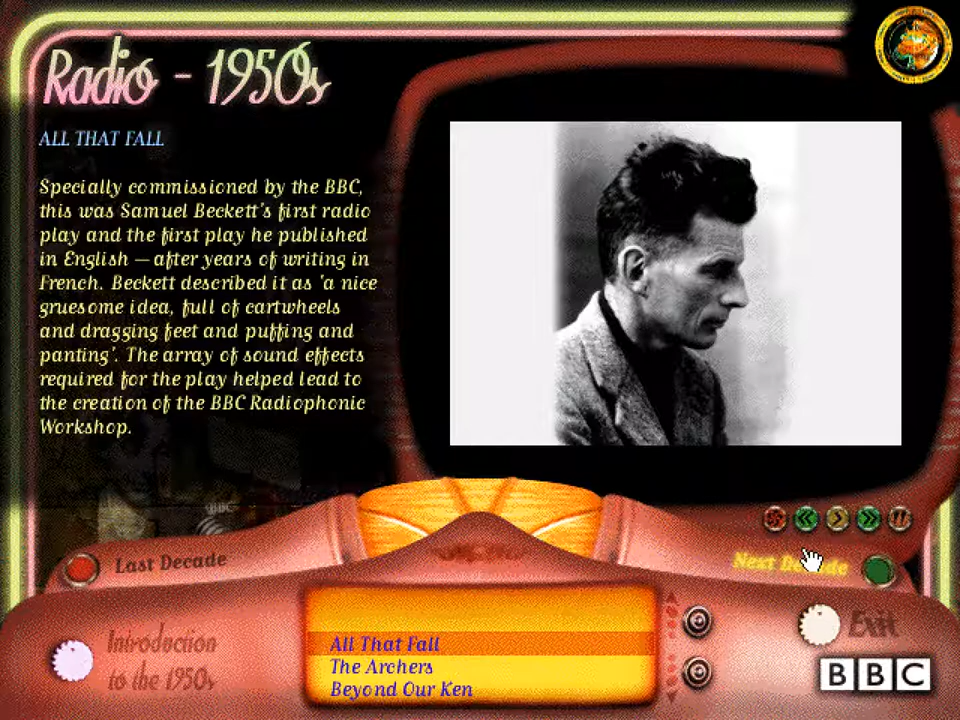 Radio - 1950s
ALL THAT FALL
Specially commissioned by the BBC,
this was Samuel Beckett's first radio
play and the first play he published
in English — after years of writing in
French. Beckett described it as 'a nice
gruesome idea, full of cartwheels
and dragging feet and puffing and
panting'. The array of sound effects
required for the play helped lead to
the creation of the BBC Radiophonic
Workshop.
Last Decade
Next Decade
Introduction
to the 1950s
All That Fall
The Archers
Beyond Our Ken
Exit
BBC